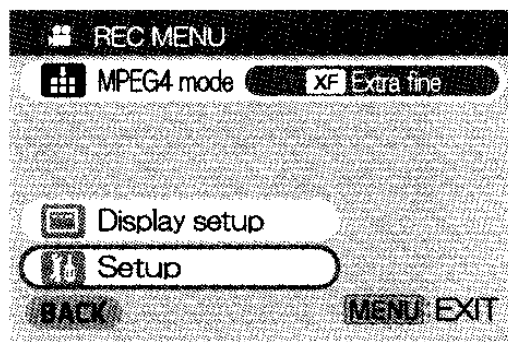 REC MENU
MPEG4 mode XF Extra fine
Display setup
Setup
BACK MENU: EXIT